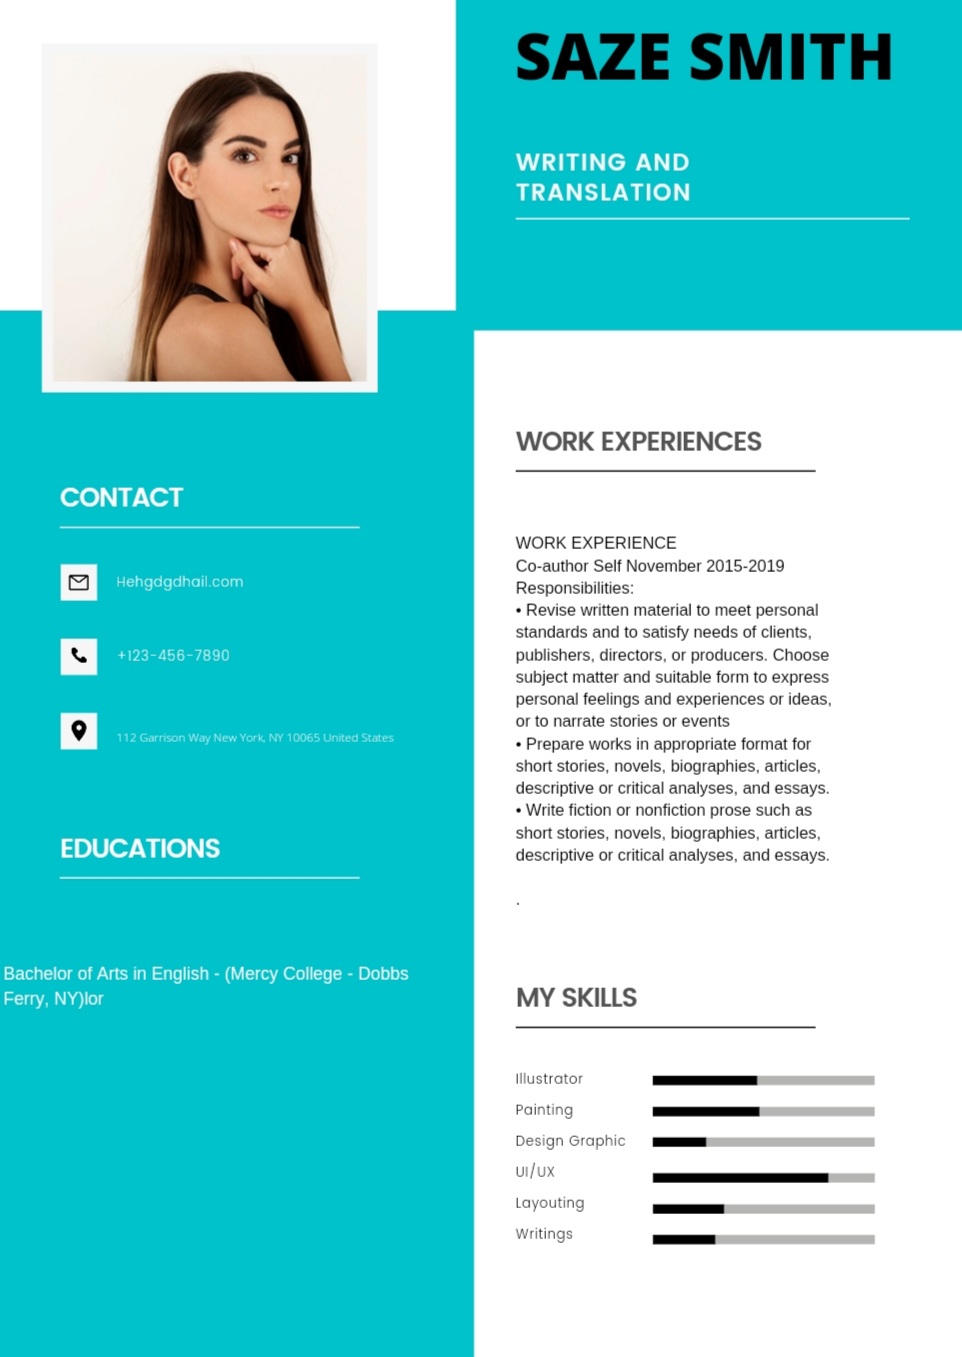 SAZE SMITH
WRITING AND
TRANSLATION
CONTACT
Hehgdgdhail.com
+123-456-7890
112 Garrison Way New York, NY 10065 United States
EDUCATIONS
Bachelor of Arts in English - (Mercy College - Dobbs
Ferry, NY)lor
WORK EXPERIENCES
WORK EXPERIENCE
Co-author Self November 2015-2019
Responsibilities:
• Revise written material to meet personal
standards and to satisfy needs of clients,
publishers, directors, or producers. Choose
subject matter and suitable form to express
personal feelings and experiences or ideas,
or to narrate stories or events
• Prepare works in appropriate format for
short stories, novels, biographies, articles,
descriptive or critical analyses, and essays.
• Write fiction or nonfiction prose such as
short stories, novels, biographies, articles,
descriptive or critical analyses, and essays.
.
MY SKILLS
Illustrator
Painting
Design Graphic
UI/UX
Layouting
Writings